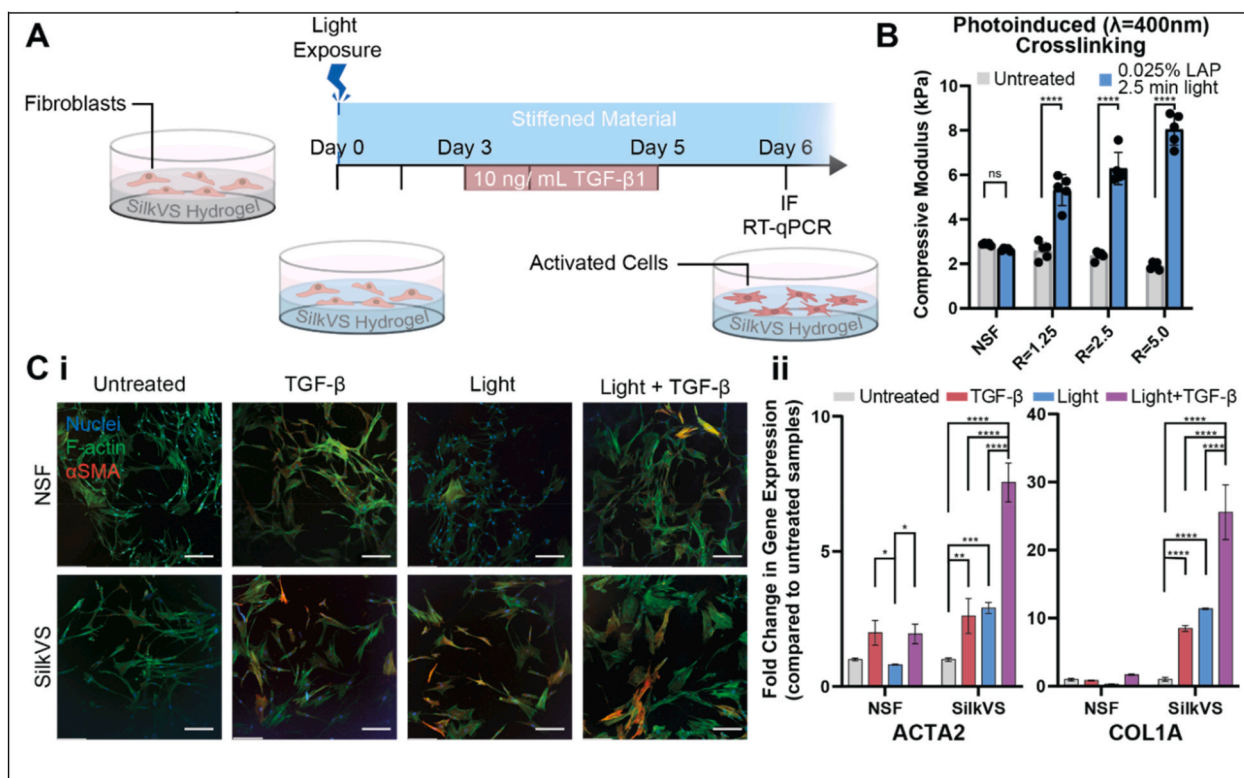 A
Light
Exposure
Fibroblasts
SilkVS Hydrogel
Stiffened Material
Day 0
Day 3
Day 5
Day 6
10 ng/ mL TGF-β1
IF
RT-qPCR
SilkVS Hydrogel
Activated Cells
SilkVS Hydrogel
B
Photoinduced (λ=400nm)
Crosslinking
Untreated
0.025% LAP
2.5 min light
Compressive Modulus (kPa)
10
8
6
4
2
0
ns
****
****
****
NSF
R=1.25
R=2.5
R=5.0
C i
Untreated
TGF-β
Light
Light + TGF-β
Nuclei
F-actin
αSMA
NSF
SilkVS
ii
Untreated TGF-β Light Light+TGF-β
Fold Change in Gene Expression
(compared to untreated samples)
10
5
0
*
*
**
***
****
****
****
NSF
SilkVS
ACTA2
40
30
20
10
0
****
****
****
****
****
NSF
SilkVS
COL1A